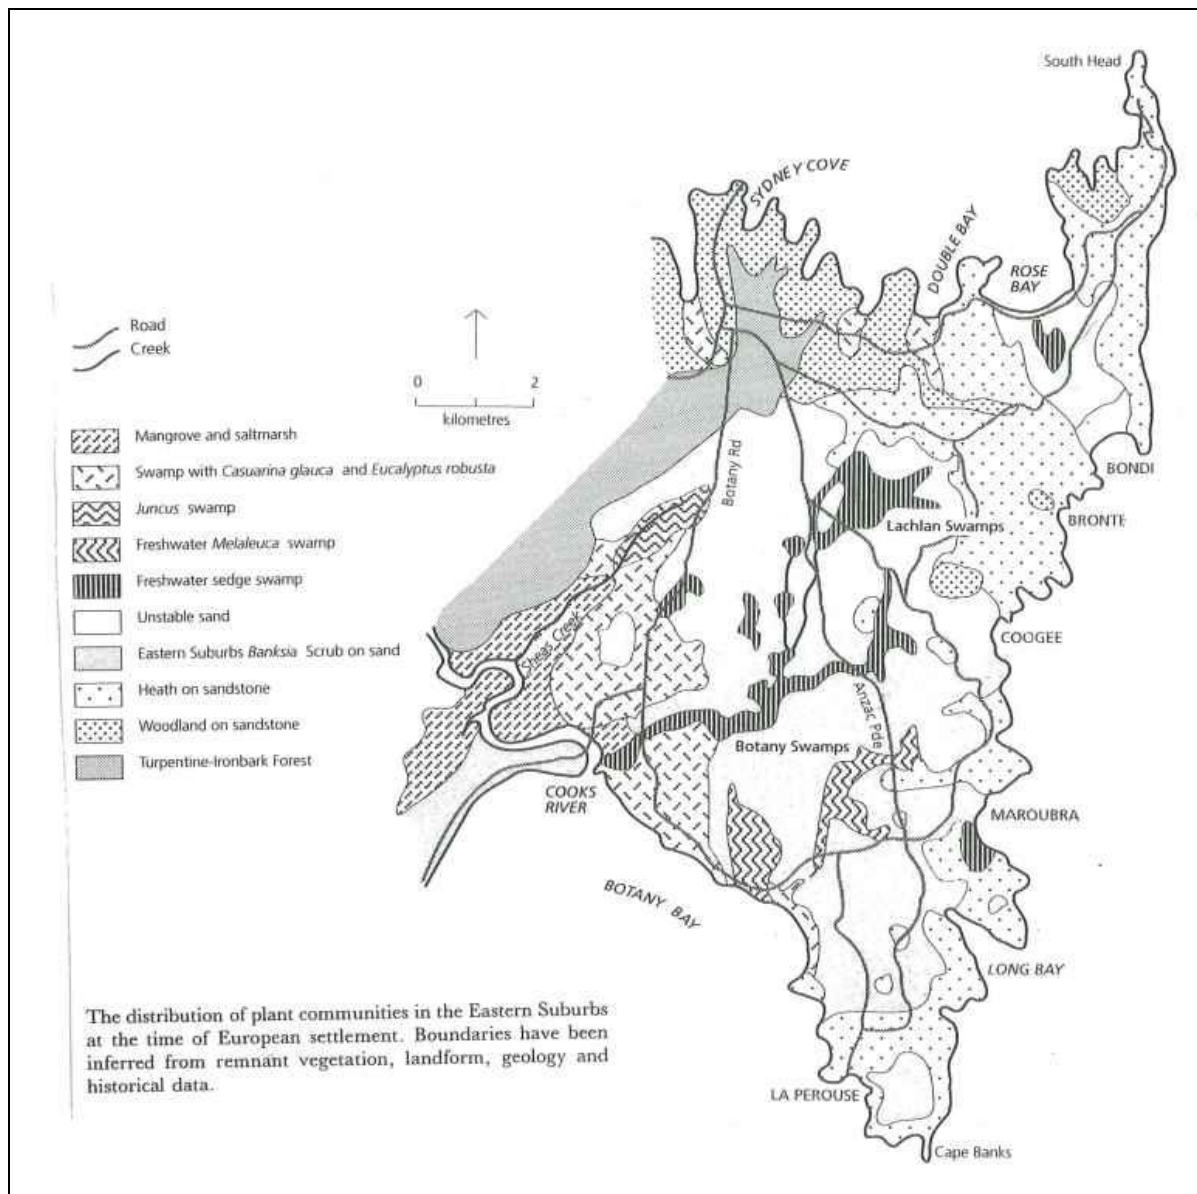 South Head
SYDNEY COVE
DOUBLE BAY
ROSE
BAY
Road
Creek
0 2
kilometres
Mangrove and saltmarsh
Swamp with Casuarina glauca and Eucalyptus robusta
Juncus swamp
Freshwater Melaleuca swamp
Freshwater sedge swamp
Unstable sand
Eastern Suburbs Banksia Scrub on sand
Heath on sandstone
Woodland on sandstone
Turpentine-Ironbark Forest
Botany Rd
BONDI
Lachlan Swamps
BRONTE
COOGEE
Sheas Creek
Anzac Pde
Botany Swamps
COOKS
RIVER
MAROUBRA
BOTANY BAY
LONG BAY
The distribution of plant communities in the Eastern Suburbs
at the time of European settlement. Boundaries have been
inferred from remnant vegetation, landform, geology and
historical data.
LA PEROUSE
Cape Banks